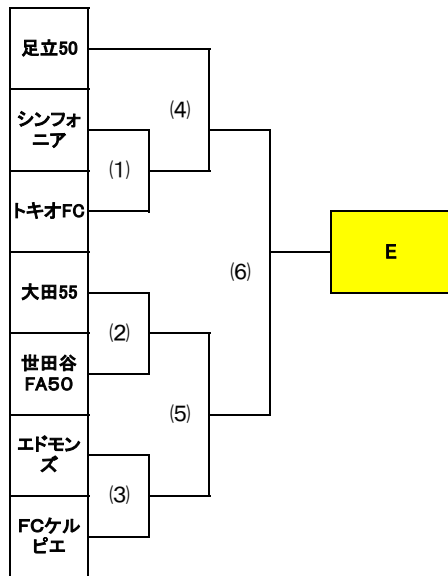 足立50
シンフォ
ニア
(4)
(1)
トキオFC
E
大田55
(6)
(2)
世田谷
FA50
(5)
エドモン
ズ
(3)
FCケル
ピエ